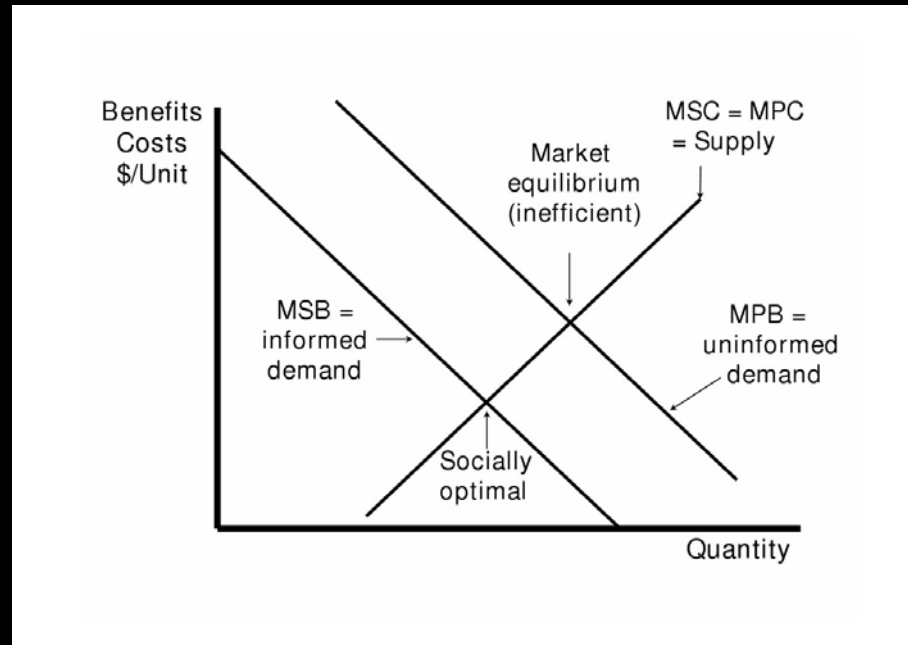 Benefits
Costs
$/Unit
MSC = MPC
= Supply
Market
equilibrium
(inefficient)
MSB =
informed
demand
MPB =
uninformed
demand
Socially
optimal
Quantity